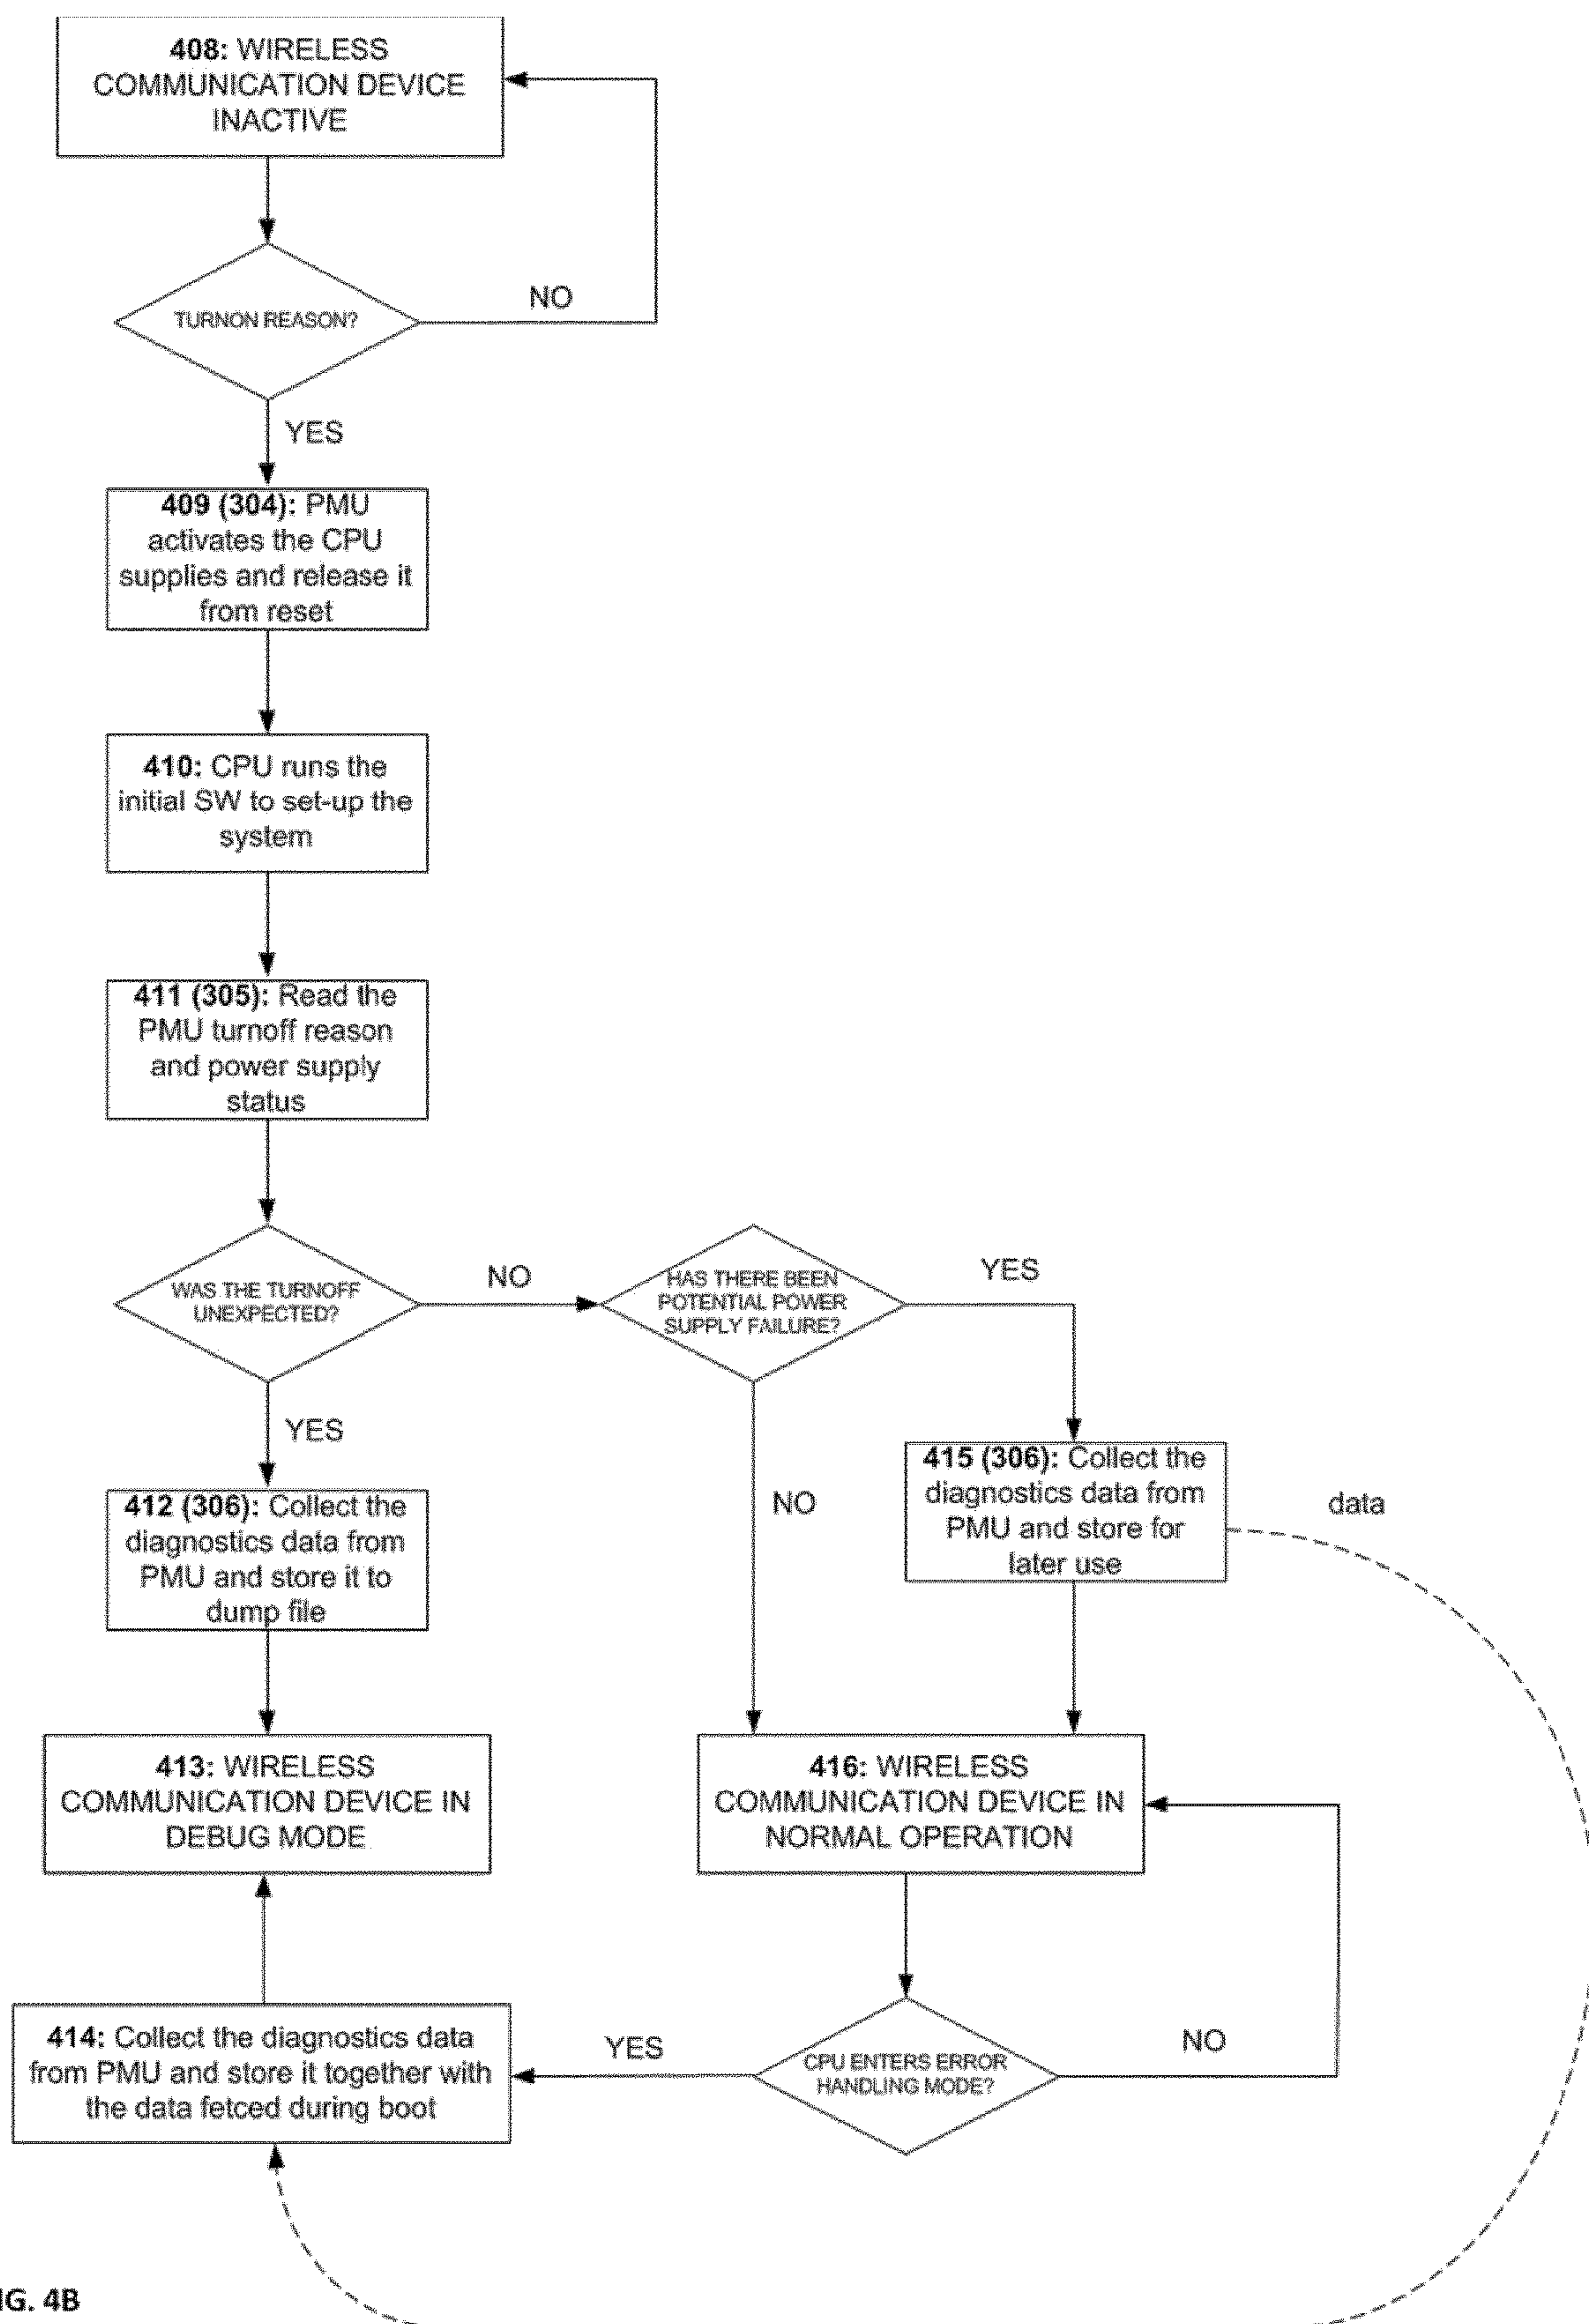 408: WIRELESS
COMMUNICATION DEVICE
INACTIVE
TURNON REASON?
NO
YES
409 (304): PMU
activates the CPU
supplies and release it
from reset
410: CPU runs the
initial SW to set-up the
system
411 (305): Read the
PMU turnoff reason
and power supply
status
WAS THE TURNOFF
UNEXPECTED?
NO
HAS THERE BEEN
POTENTIAL POWER
SUPPLY FAILURE?
YES
YES
412 (306): Collect the
diagnostics data from
PMU and store it to
dump file
NO
415 (306): Collect the
diagnostics data from
PMU and store for
later use
data
413: WIRELESS
COMMUNICATION DEVICE IN
DEBUG MODE
416: WIRELESS
COMMUNICATION DEVICE IN
NORMAL OPERATION
414: Collect the diagnostics data
from PMU and store it together with
the data fetced during boot
YES
CPU ENTERS ERROR
HANDLING MODE?
NO
IG. 4B